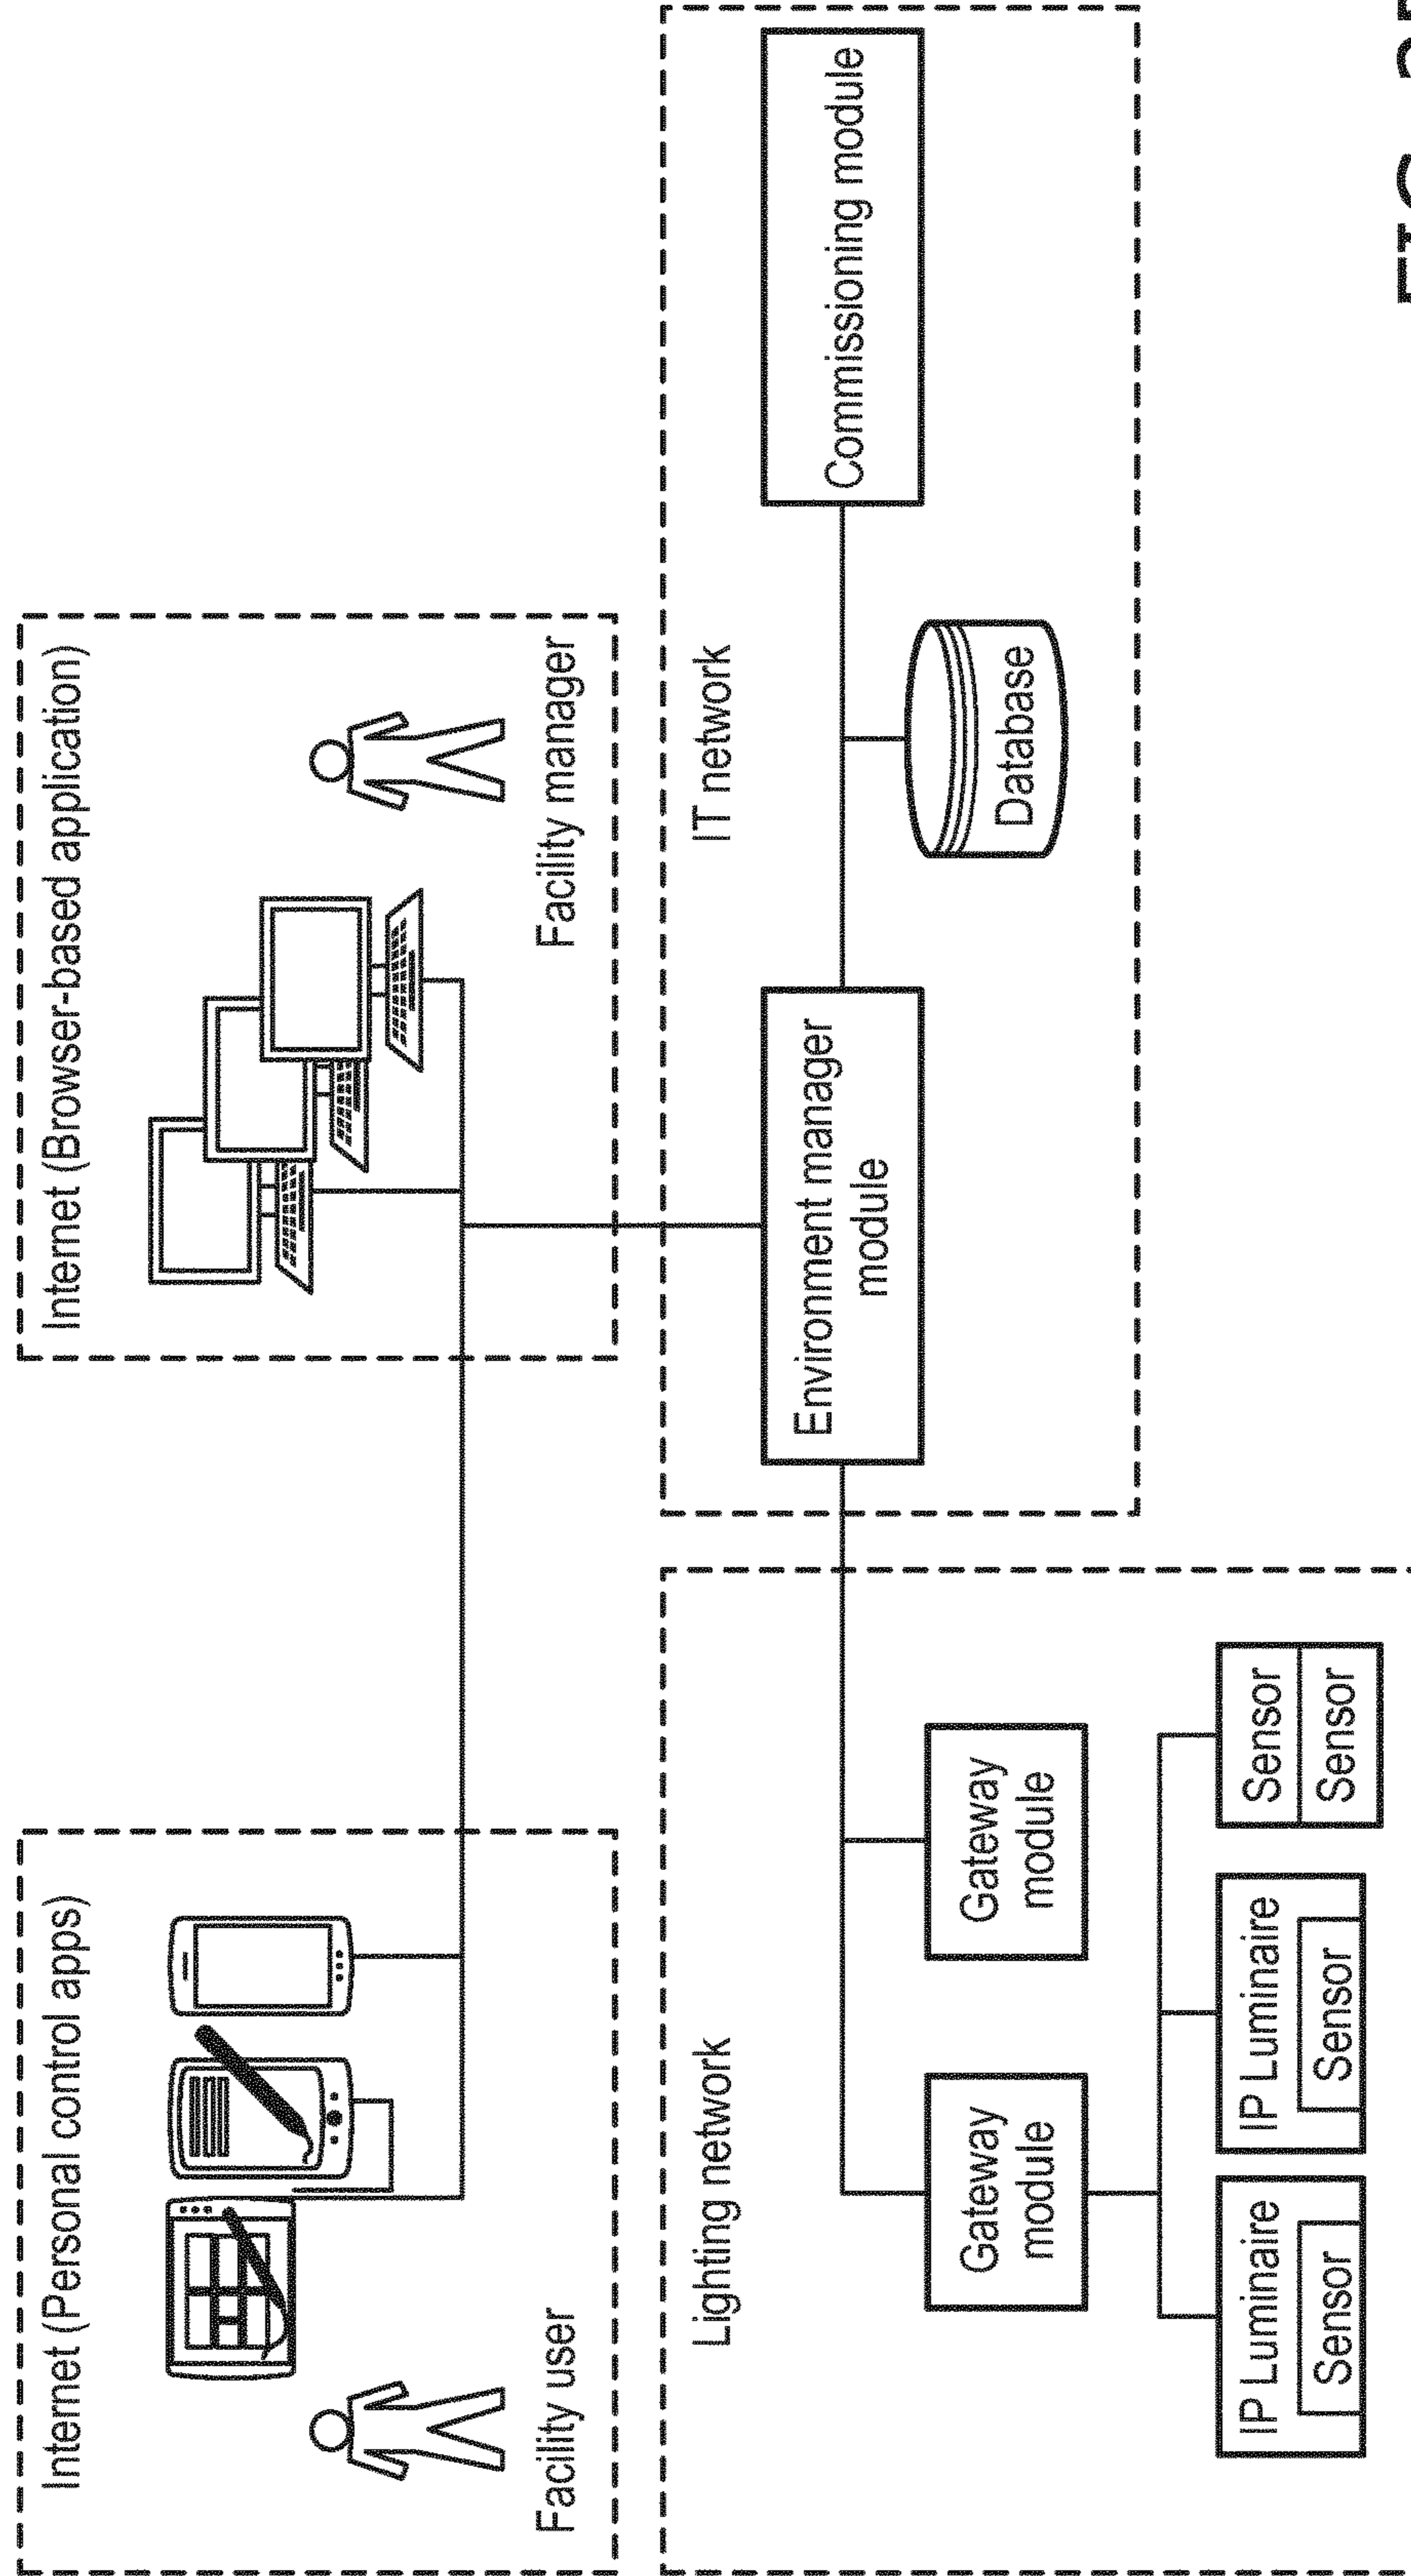 Internet (Personal control apps)
Facility user
Internet (Browser-based application)
Facility manager
Lighting network
Gateway
module
Gateway
module
IP Luminaire
Sensor
IP Luminaire
Sensor
Sensor
Sensor
IT network
Environment manager
module
Database
Commissioning module